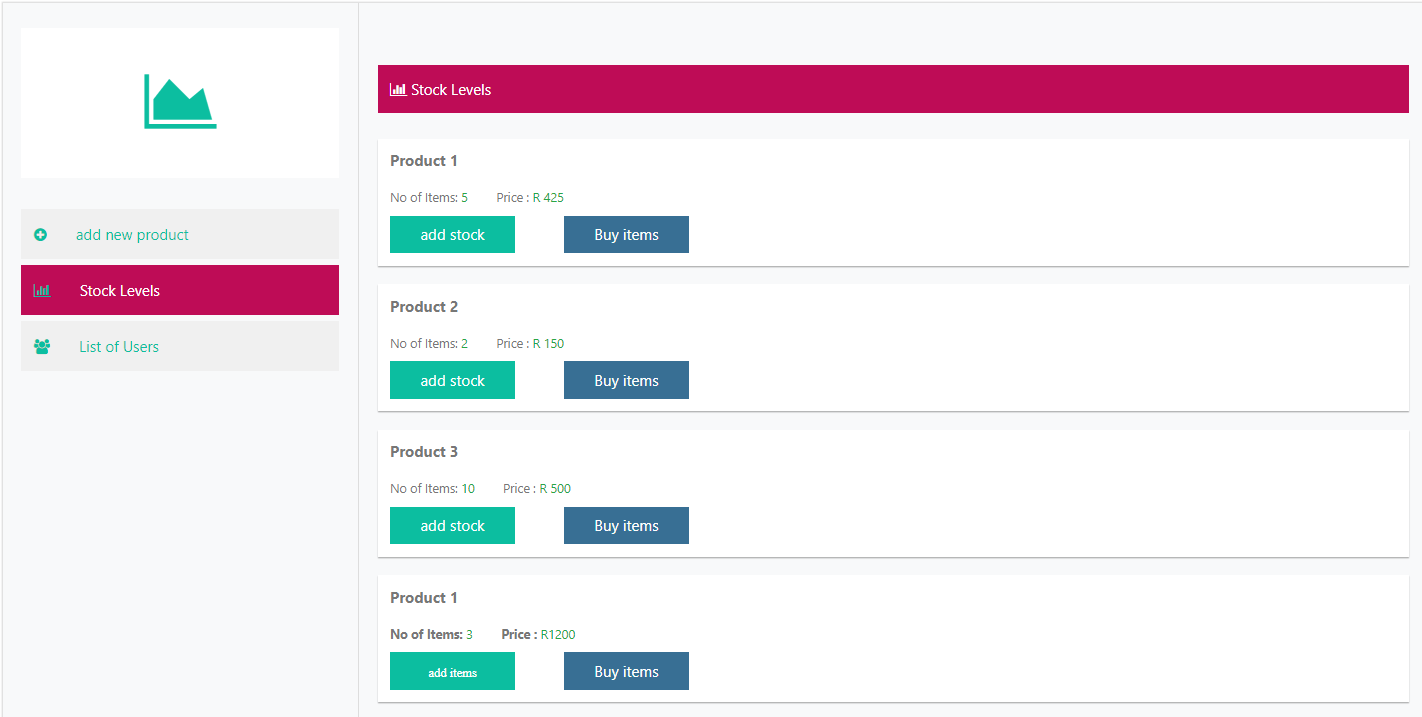 add new product
Stock Levels
List of Users
Stock Levels
Product 1
No of Items: 5 Price : R 425
add stock Buy items
Product 2
No of Items: 2 Price : R 150
add stock Buy items
Product 3
No of Items: 10 Price : R 500
add stock Buy items
Product 1
No of Items: 3 Price : R1200
add items Buy items